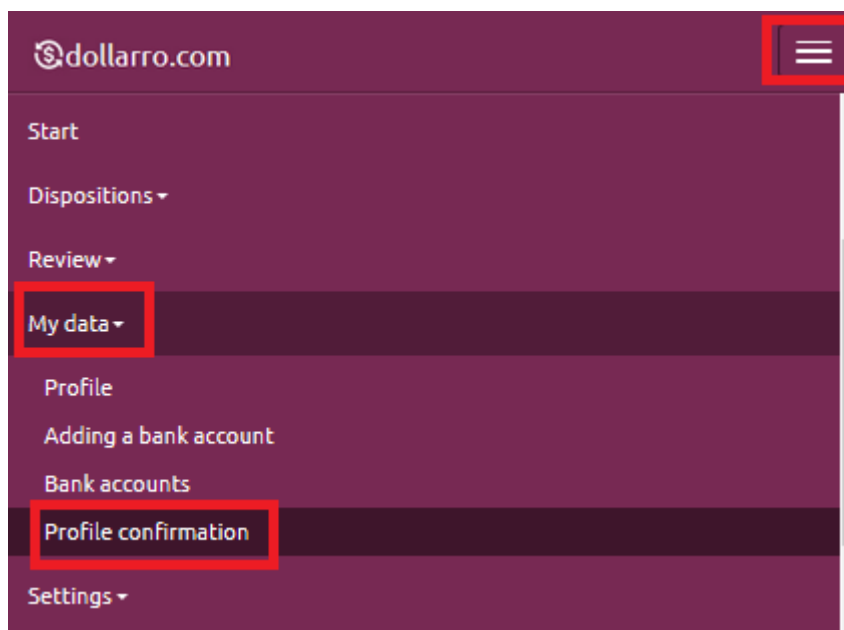 dollarro.com
Start
Dispositions
Review
My data
Profile
Adding a bank account
Bank accounts
Profile confirmation
Settings